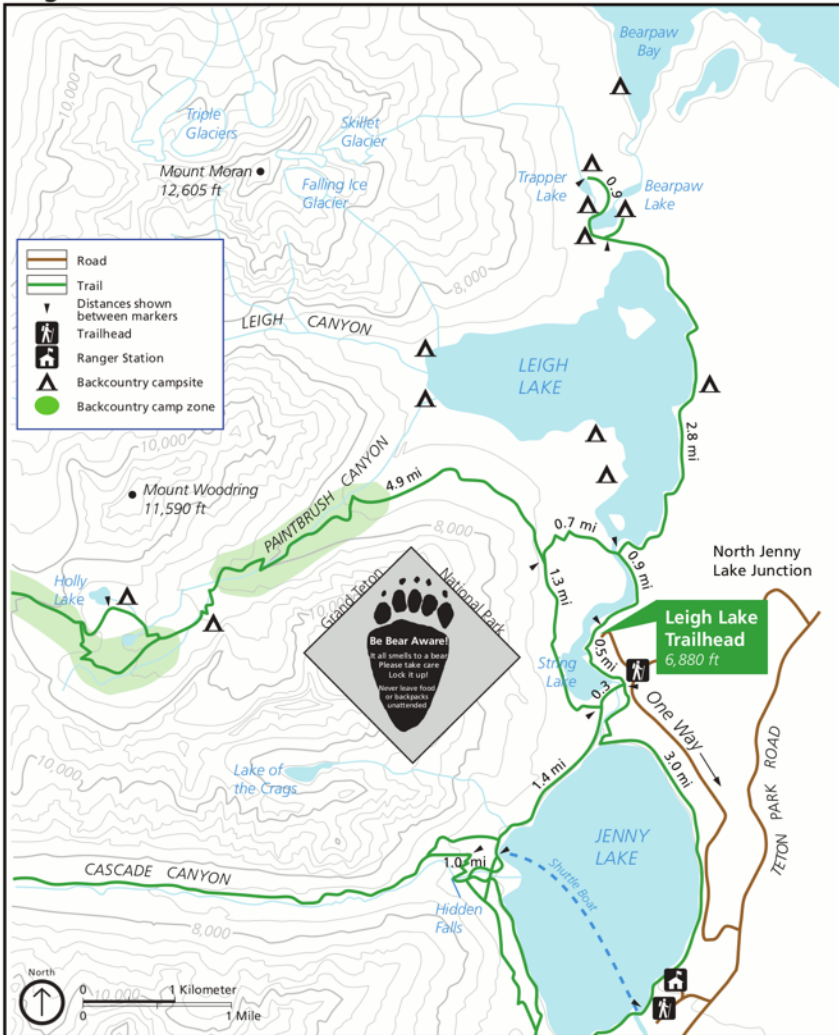 Bearpaw
Bay
10,000
Triple
Glaciers
Skillet
Glacier
Mount Moran
12,605 ft
Falling Ice
Glacier
Trapper
Lake
0.9
Bearpaw
Lake
8,000
Road
Trail
Distances shown
between markers
Trailhead
Ranger Station
Backcountry campsite
Backcountry camp zone
LEIGH CANYON
LEIGH
LAKE
2.8 mi
10,000
Mount Woodring
11,590 ft
PAINTBRUSH CANYON
4.9 mi
8,000
0.7 mi
0.9 mi
1.3 mi
North Jenny
Lake Junction
Holly
Lake
Grand Teton
National Park
Be Bear Aware!
It all smells to a bear
Please take care
Lock it up!
Never leave food
or backpacks
unattended
Leigh Lake
Trailhead
6,880 ft
0.5 mi
String
Lake
0.3
One Way
3.0 mi
TETON PARK ROAD
10,000
Lake of
the Crags
1.4 mi
JENNY
LAKE
1.0 mi
CASCADE CANYON
Shuttle Boat
Hidden
Falls
8,000
North
0 1 Kilometer
0 1 Mile
10,000